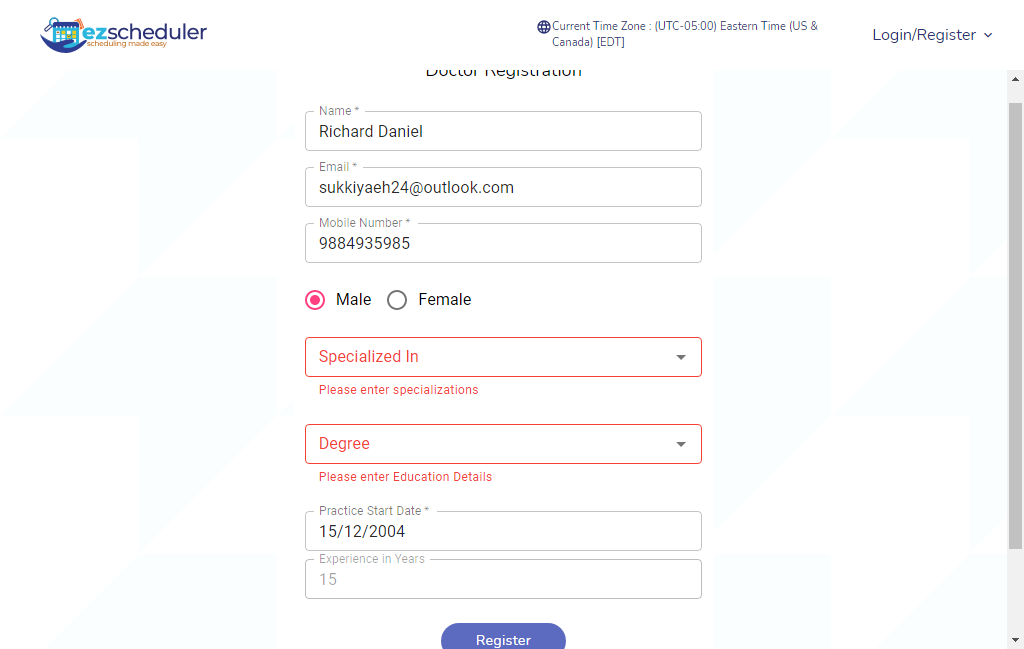 ezscheduler
scheduling made easy
Current Time Zone : (UTC-05:00) Eastern Time (US &
Canada) [EDT]
Login/Register
Doctor Registration
Name *
Richard Daniel
Email *
sukkiyaeh24@outlook.com
Mobile Number *
9884935985
Male Female
Specialized In
Please enter specializations
Degree
Please enter Education Details
Practice Start Date *
15/12/2004
Experience in Years
15
Register